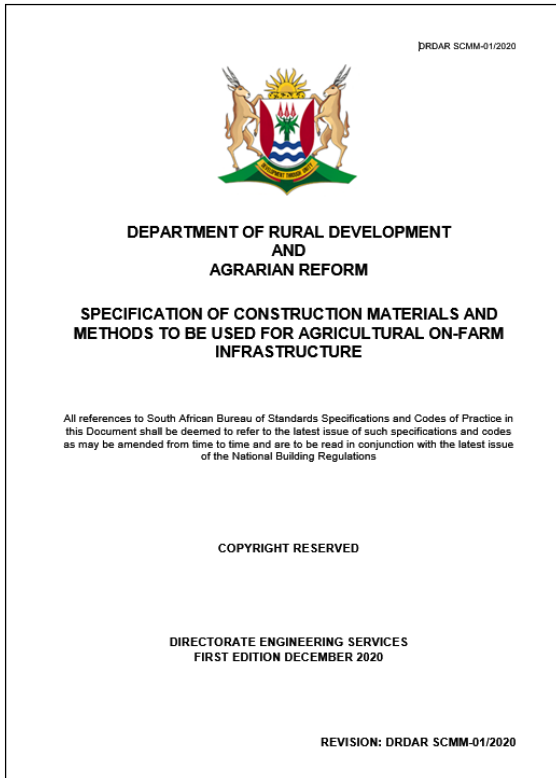 DRDAR SCMM-01/2020
DEVELOPMENT THROUGH UNITY
DEPARTMENT OF RURAL DEVELOPMENT
AND
AGRARIAN REFORM
SPECIFICATION OF CONSTRUCTION MATERIALS AND
METHODS TO BE USED FOR AGRICULTURAL ON-FARM
INFRASTRUCTURE
All references to South African Bureau of Standards Specifications and Codes of Practice in
this Document shall be deemed to refer to the latest issue of such specifications and codes
as may be amended from time to time and are to be read in conjunction with the latest issue
of the National Building Regulations
COPYRIGHT RESERVED
DIRECTORATE ENGINEERING SERVICES
FIRST EDITION DECEMBER 2020
REVISION: DRDAR SCMM-01/2020